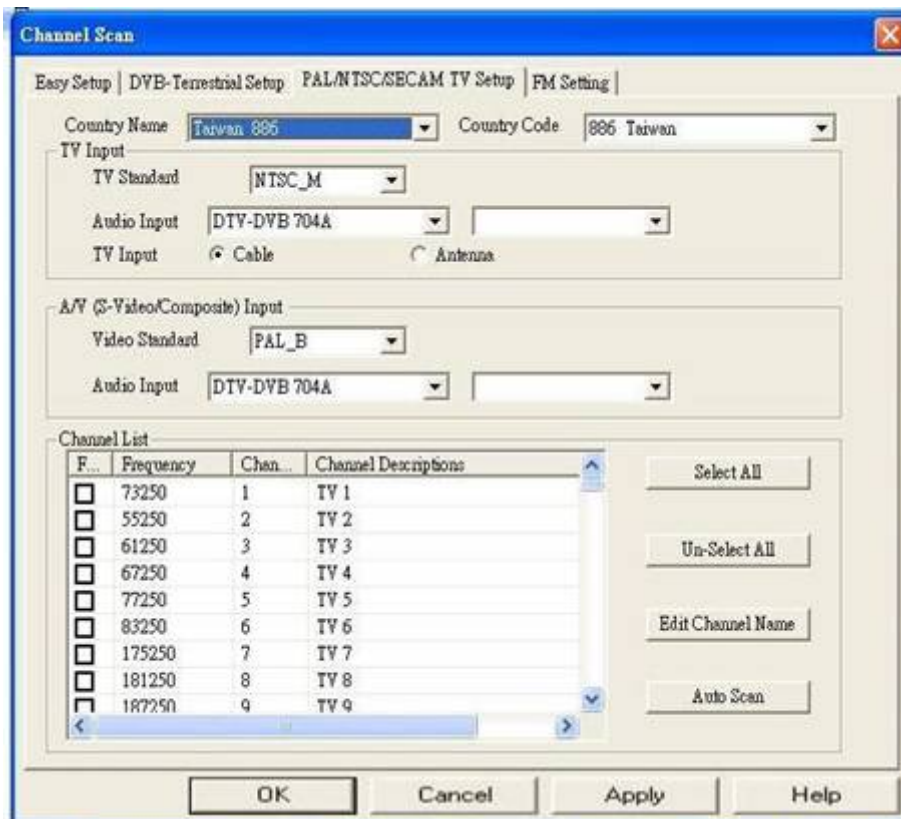 Channel Scan
Easy Setup DVB-Terrestrial Setup PAL/NTSC/SECAM TV Setup FM Setting
Country Name Taiwan 886 Country Code 886 Taiwan
TV Input
TV Standard NTSC_M
Audio Input DTV-DVB 704A
TV Input Cable Antenna
A/V (S-Video/Composite) Input
Video Standard PAL_B
Audio Input DTV-DVB 704A
Channel List
F... Frequency Chan... Channel Descriptions
73250 1 TV 1
55250 2 TV 2
61250 3 TV 3
67250 4 TV 4
77250 5 TV 5
83250 6 TV 6
175250 7 TV 7
181250 8 TV 8
187250 9 TV 9
Select All
Un-Select All
Edit Channel Name
Auto Scan
OK Cancel Apply Help